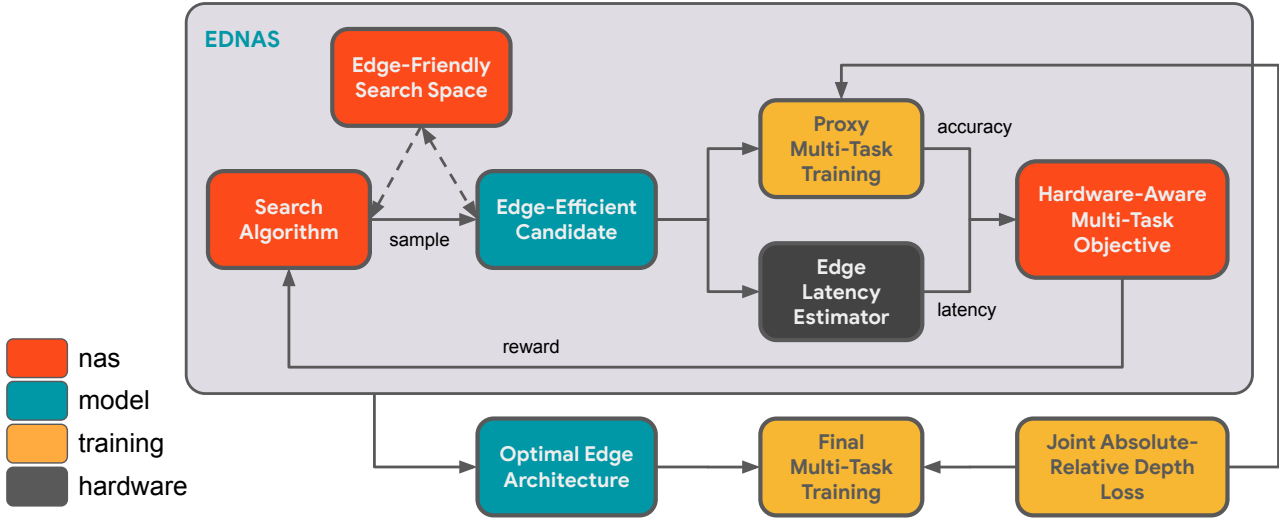 EDNAS
Edge-Friendly
Search Space
Search
Algorithm
sample
Edge-Efficient
Candidate
Proxy
Multi-Task
Training
accuracy
Edge
Latency
Estimator
latency
Hardware-Aware
Multi-Task
Objective
reward
nas
model
training
hardware
Optimal Edge
Architecture
Final
Multi-Task
Training
Joint Absolute-
Relative Depth
Loss